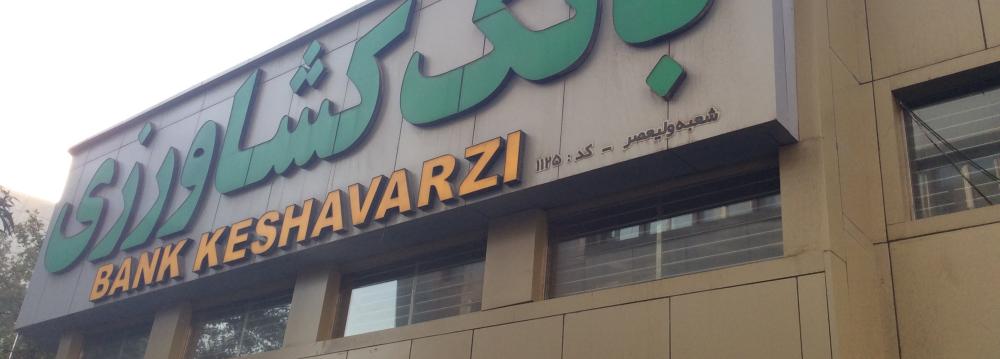 بانک کشاورزی
BANK KESHAVARZI
شعبه ولیعصر - کد : ۱۱۲۵